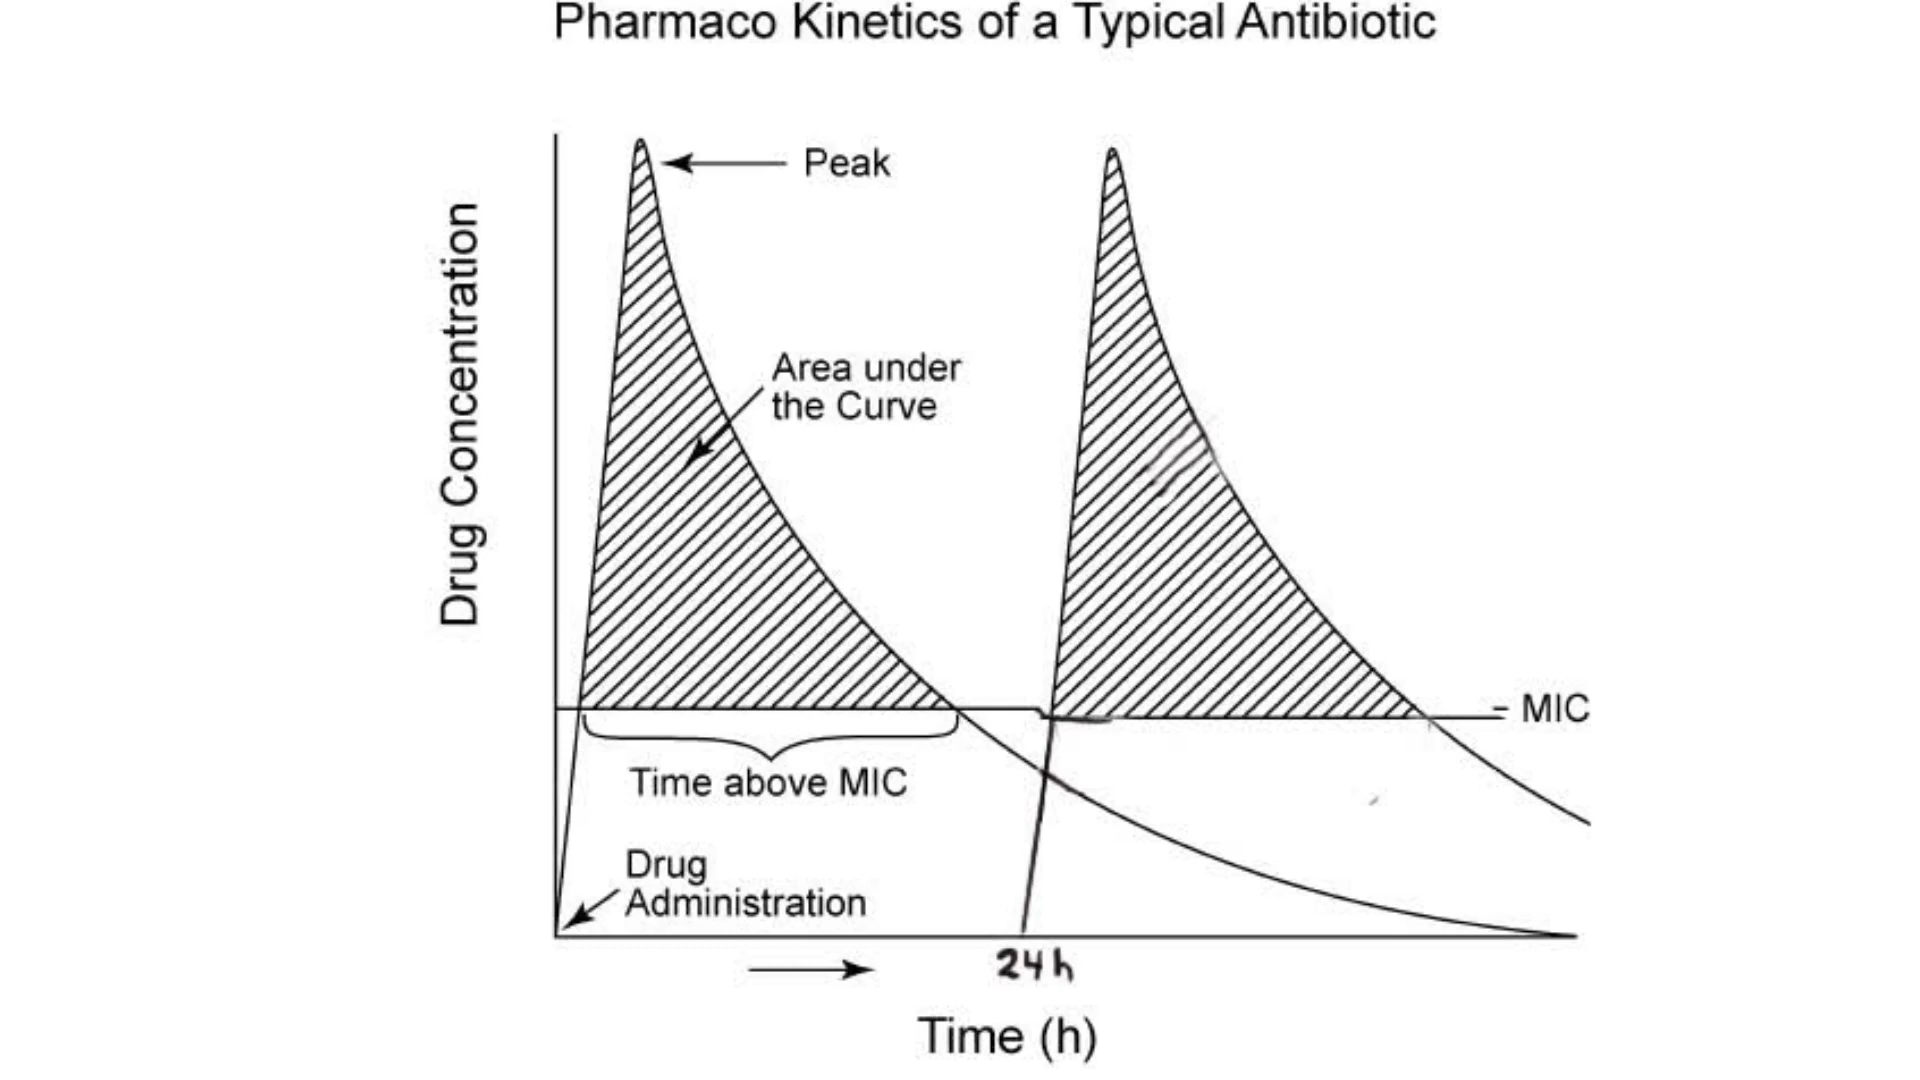 Pharmaco Kinetics of a Typical Antibiotic
Peak
Drug Concentration
Area under
the Curve
MIC
Time above MIC
Drug
Administration
24h
Time (h)